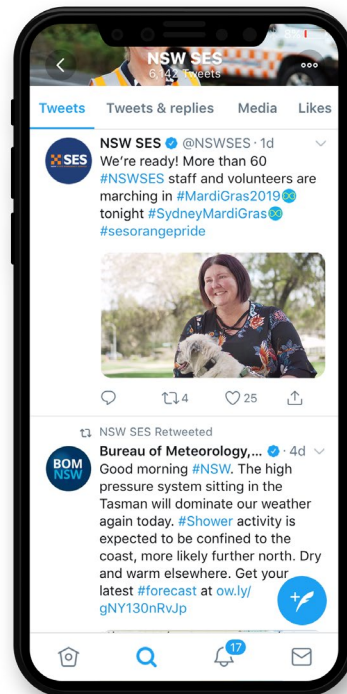 NSW SES
6,142 Tweets
Tweets Tweets & replies Media Likes
SES
NSW SES @NSWSES · 1d
We're ready! More than 60
#NSWSES staff and volunteers are
marching in #MardiGras2019
tonight #SydneyMardiGras
#sesorangepride
4 25
NSW SES Retweeted
BOM
NSW
Bureau of Meteorology,... · 4d
Good morning #NSW. The high
pressure system sitting in the
Tasman will dominate our weather
again today. #Shower activity is
expected to be confined to the
coast, more likely further north. Dry
and warm elsewhere. Get your
latest #forecast at ow.ly/
gNY130nRvJp
17